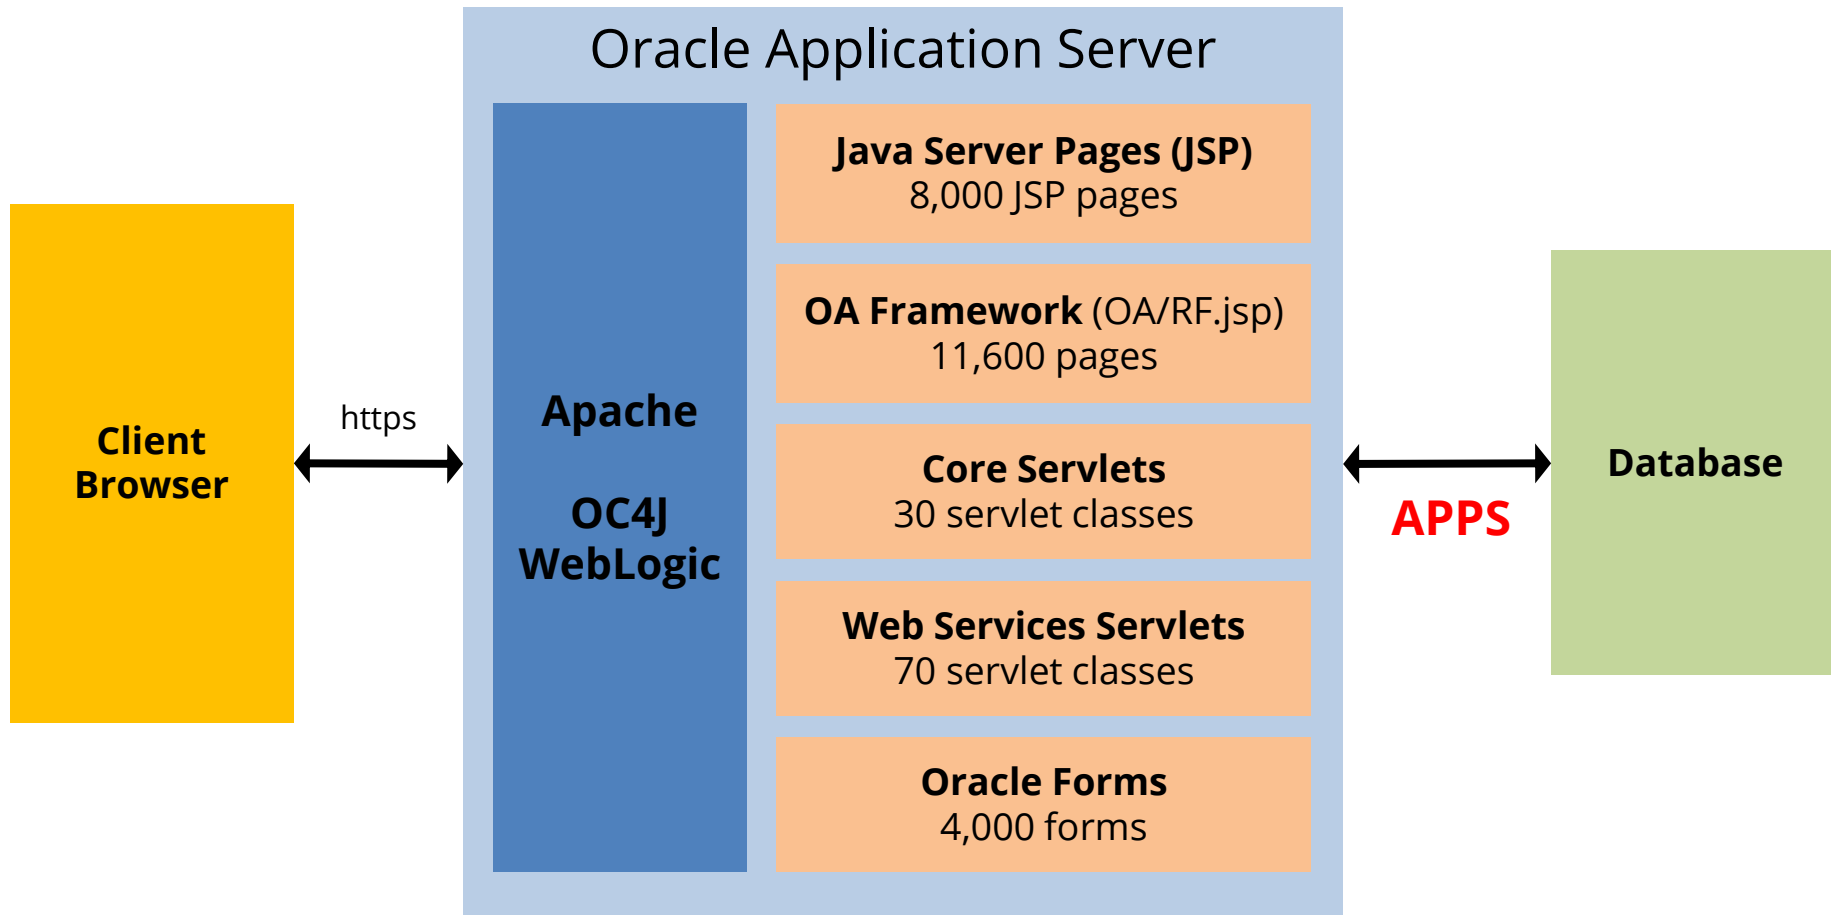 Oracle Application Server
Client
Browser
https
Apache
OC4J
WebLogic
Java Server Pages (JSP)
8,000 JSP pages
OA Framework (OA/RF.jsp)
11,600 pages
Core Servlets
30 servlet classes
Web Services Servlets
70 servlet classes
Oracle Forms
4,000 forms
APPS
Database